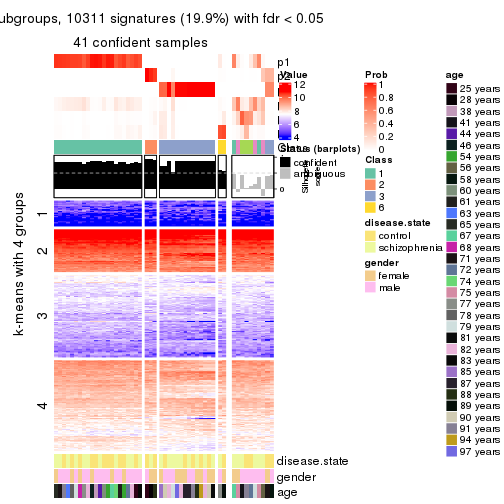 ubgroups, 10311 signatures (19.9%) with fdr < 0.05
41 confident samples
k-means with 4 groups
1
2
3
4
p1
p2
Value
12
10
8
6
4
Status (barplots)
confident
ambiguous
0
disease.state
gender
age
Prob
1
0.8
0.6
0.4
0.2
0
Class
1
2
3
6
disease.state
control
schizophrenia
gender
female
male
age
25 years
28 years
38 years
41 years
44 years
46 years
54 years
56 years
58 years
60 years
61 years
63 years
65 years
67 years
68 years
71 years
72 years
74 years
75 years
77 years
78 years
79 years
81 years
82 years
83 years
85 years
87 years
88 years
89 years
90 years
91 years
94 years
97 years